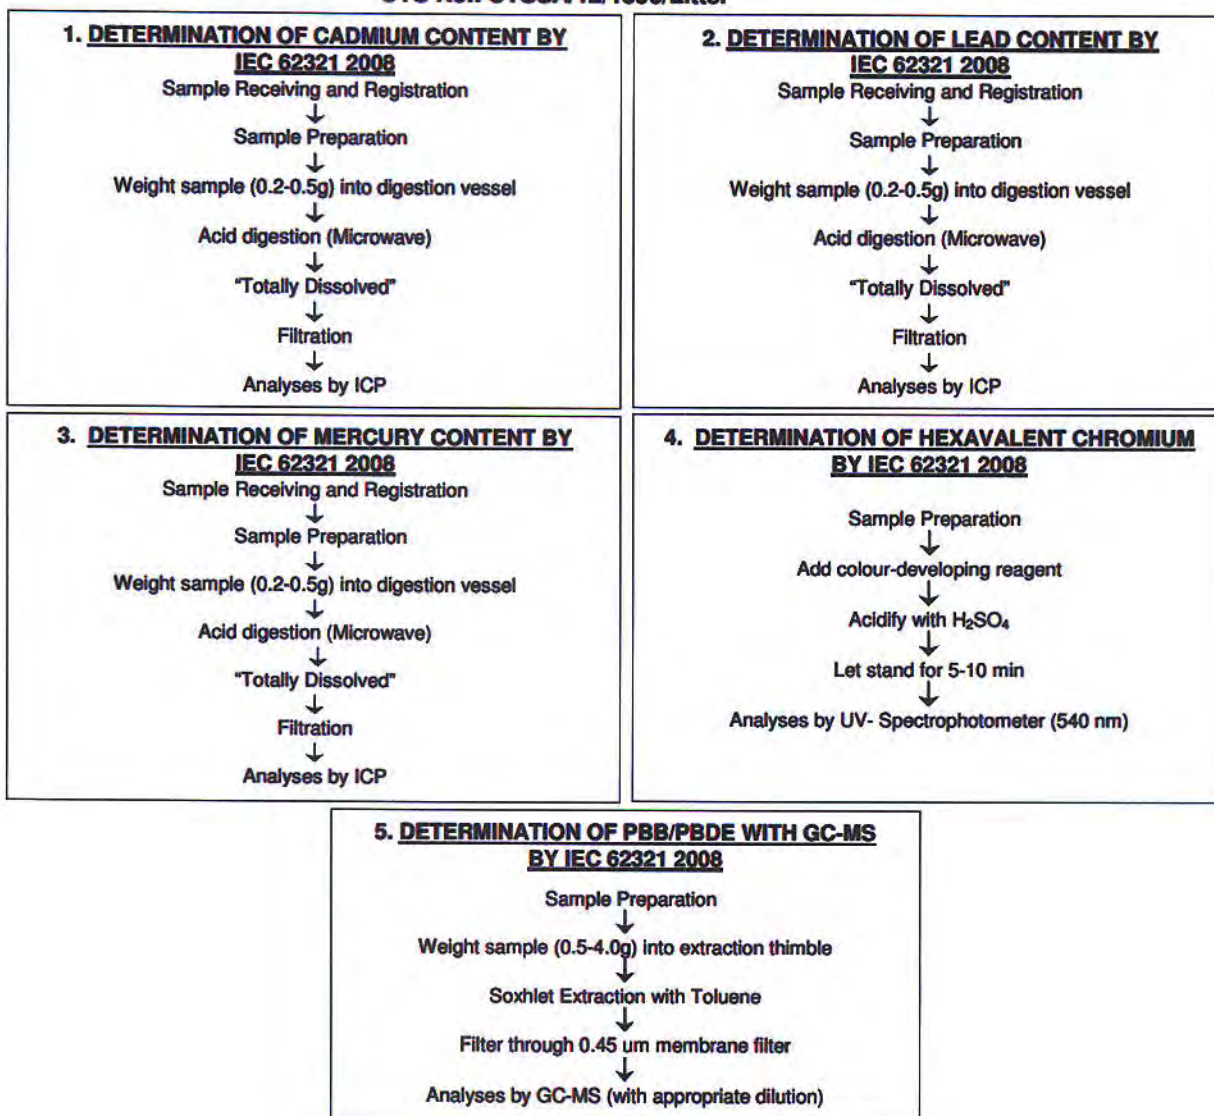 1. DETERMINATION OF CADMIUM CONTENT BY
IEC 62321 2008
Sample Receiving and Registration
↓
Sample Preparation
↓
Weight sample (0.2-0.5g) into digestion vessel
↓
Acid digestion (Microwave)
↓
"Totally Dissolved"
↓
Filtration
↓
Analyses by ICP
2. DETERMINATION OF LEAD CONTENT BY
IEC 62321 2008
Sample Receiving and Registration
↓
Sample Preparation
↓
Weight sample (0.2-0.5g) into digestion vessel
↓
Acid digestion (Microwave)
↓
"Totally Dissolved"
↓
Filtration
↓
Analyses by ICP
3. DETERMINATION OF MERCURY CONTENT BY
IEC 62321 2008
Sample Receiving and Registration
↓
Sample Preparation
↓
Weight sample (0.2-0.5g) into digestion vessel
↓
Acid digestion (Microwave)
↓
"Totally Dissolved"
↓
Filtration
↓
Analyses by ICP
4. DETERMINATION OF HEXAVALENT CHROMIUM
BY IEC 62321 2008
Sample Preparation
↓
Add colour-developing reagent
↓
Acidify with H₂SO₄
↓
Let stand for 5-10 min
↓
Analyses by UV- Spectrophotometer (540 nm)
5. DETERMINATION OF PBB/PBDE WITH GC-MS
BY IEC 62321 2008
Sample Preparation
↓
Weight sample (0.5-4.0g) into extraction thimble
↓
Soxhlet Extraction with Toluene
↓
Filter through 0.45 um membrane filter
↓
Analyses by GC-MS (with appropriate dilution)